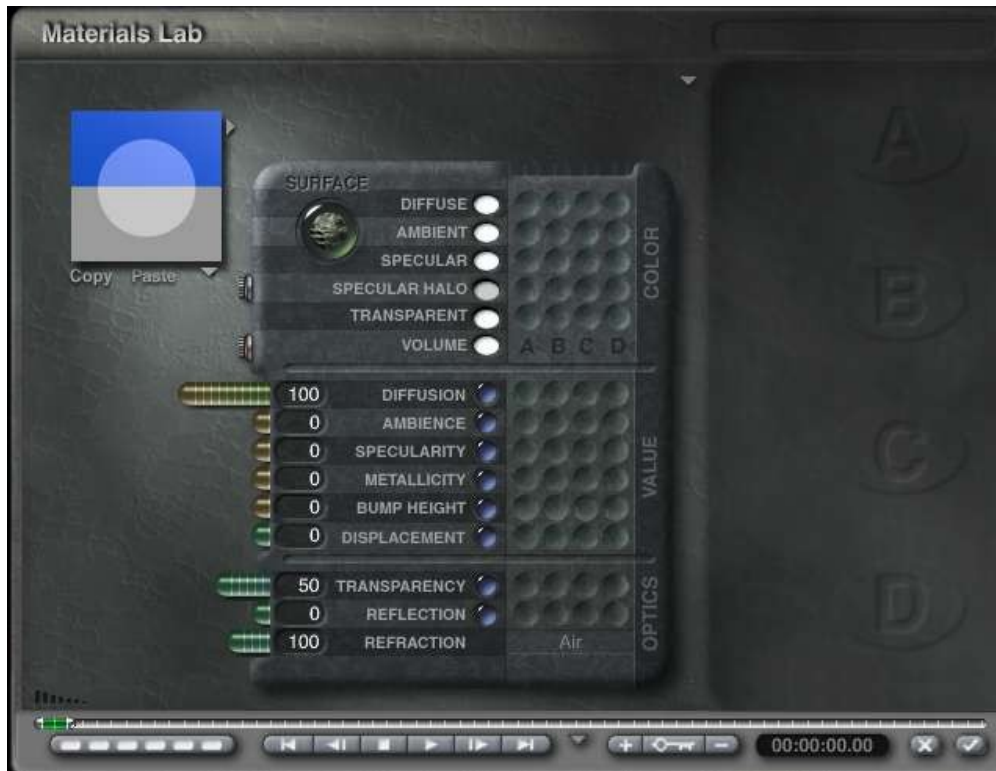 Materials Lab
A
SURFACE
DIFFUSE
AMBIENT
SPECULAR
Copy Paste
SPECULAR HALO
TRANSPARENT
VOLUME
A B C D
COLOR
B
100 DIFFUSION
0 AMBIENCE
0 SPECULARITY
0 METALLICITY
0 BUMP HEIGHT
0 DISPLACEMENT
VALUE
C
50 TRANSPARENCY
0 REFLECTION
100 REFRACTION Air
OPTICS
D
00:00:00.00